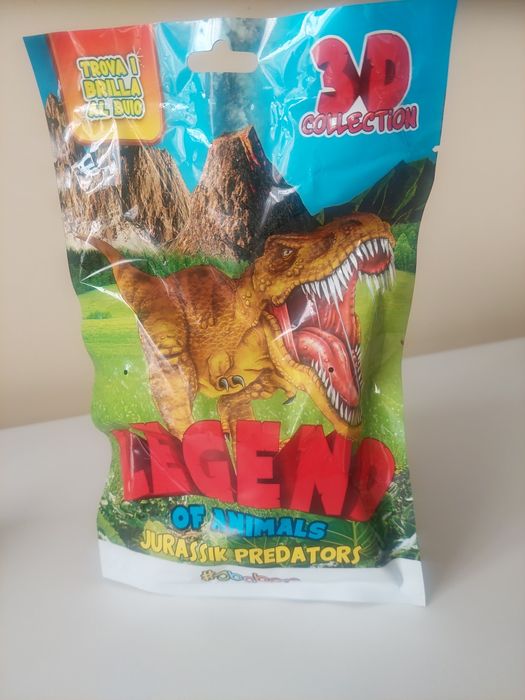 TROVA I
BRILLA
AL BUIO
3D
COLLECTION
LEGEND
OF ANIMALS
JURASSIK PREDATORS